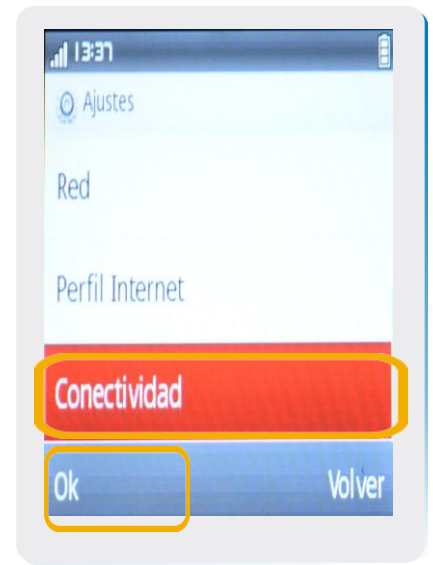 13:37
Ajustes
Red
Perfil Internet
Conectividad
Ok Volver